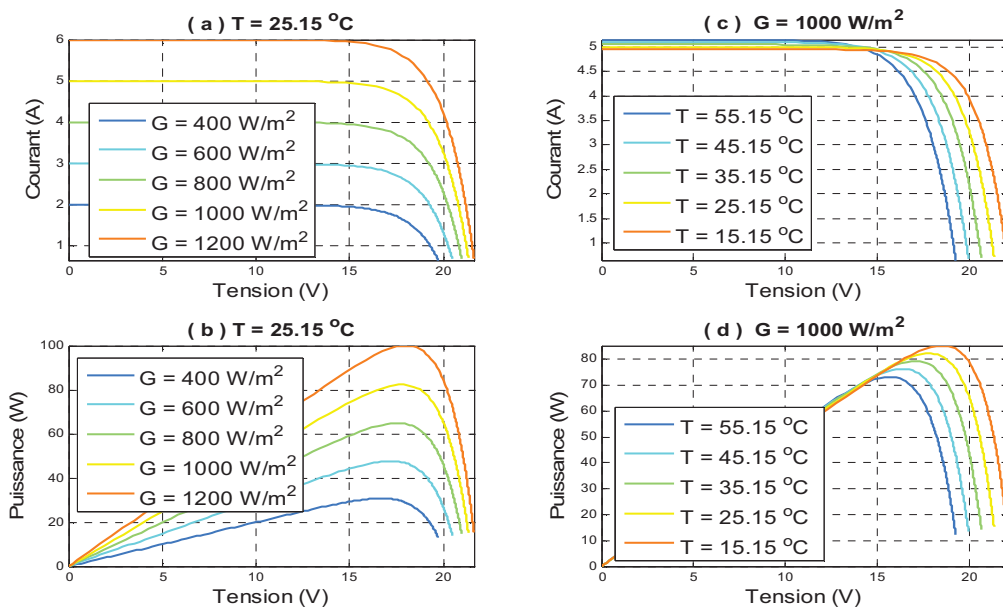 ( a ) T = 25.15 °C
6
5
4
3
2
1
Courant (A)
G = 400 W/m²
G = 600 W/m²
G = 800 W/m²
G = 1000 W/m²
G = 1200 W/m²
0 5 10 15 20
Tension (V)
( c ) G = 1000 W/m²
5
4.5
4
3.5
3
2.5
2
1.5
1
Courant (A)
T = 55.15 °C
T = 45.15 °C
T = 35.15 °C
T = 25.15 °C
T = 15.15 °C
0 5 10 15 20
Tension (V)
( b ) T = 25.15 °C
100
80
60
40
20
0
Puissance (W)
G = 400 W/m²
G = 600 W/m²
G = 800 W/m²
G = 1000 W/m²
G = 1200 W/m²
0 5 10 15 20
Tension (V)
( d ) G = 1000 W/m²
80
70
60
50
40
30
20
10
0
Puissance (W)
T = 55.15 °C
T = 45.15 °C
T = 35.15 °C
T = 25.15 °C
T = 15.15 °C
0 5 10 15 20
Tension (V)